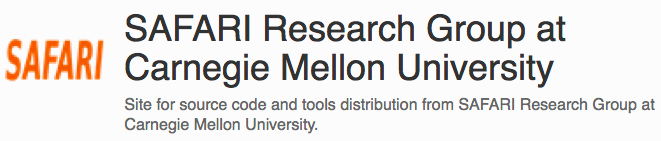 SAFARI
SAFARI Research Group at
Carnegie Mellon University
Site for source code and tools distribution from SAFARI Research Group at
Carnegie Mellon University.